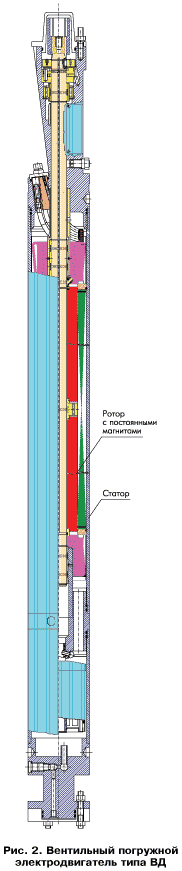 Ротор
с постоянными
магнитами
Статор
Рис. 2. Вентильный погружной
электродвигатель типа ВД